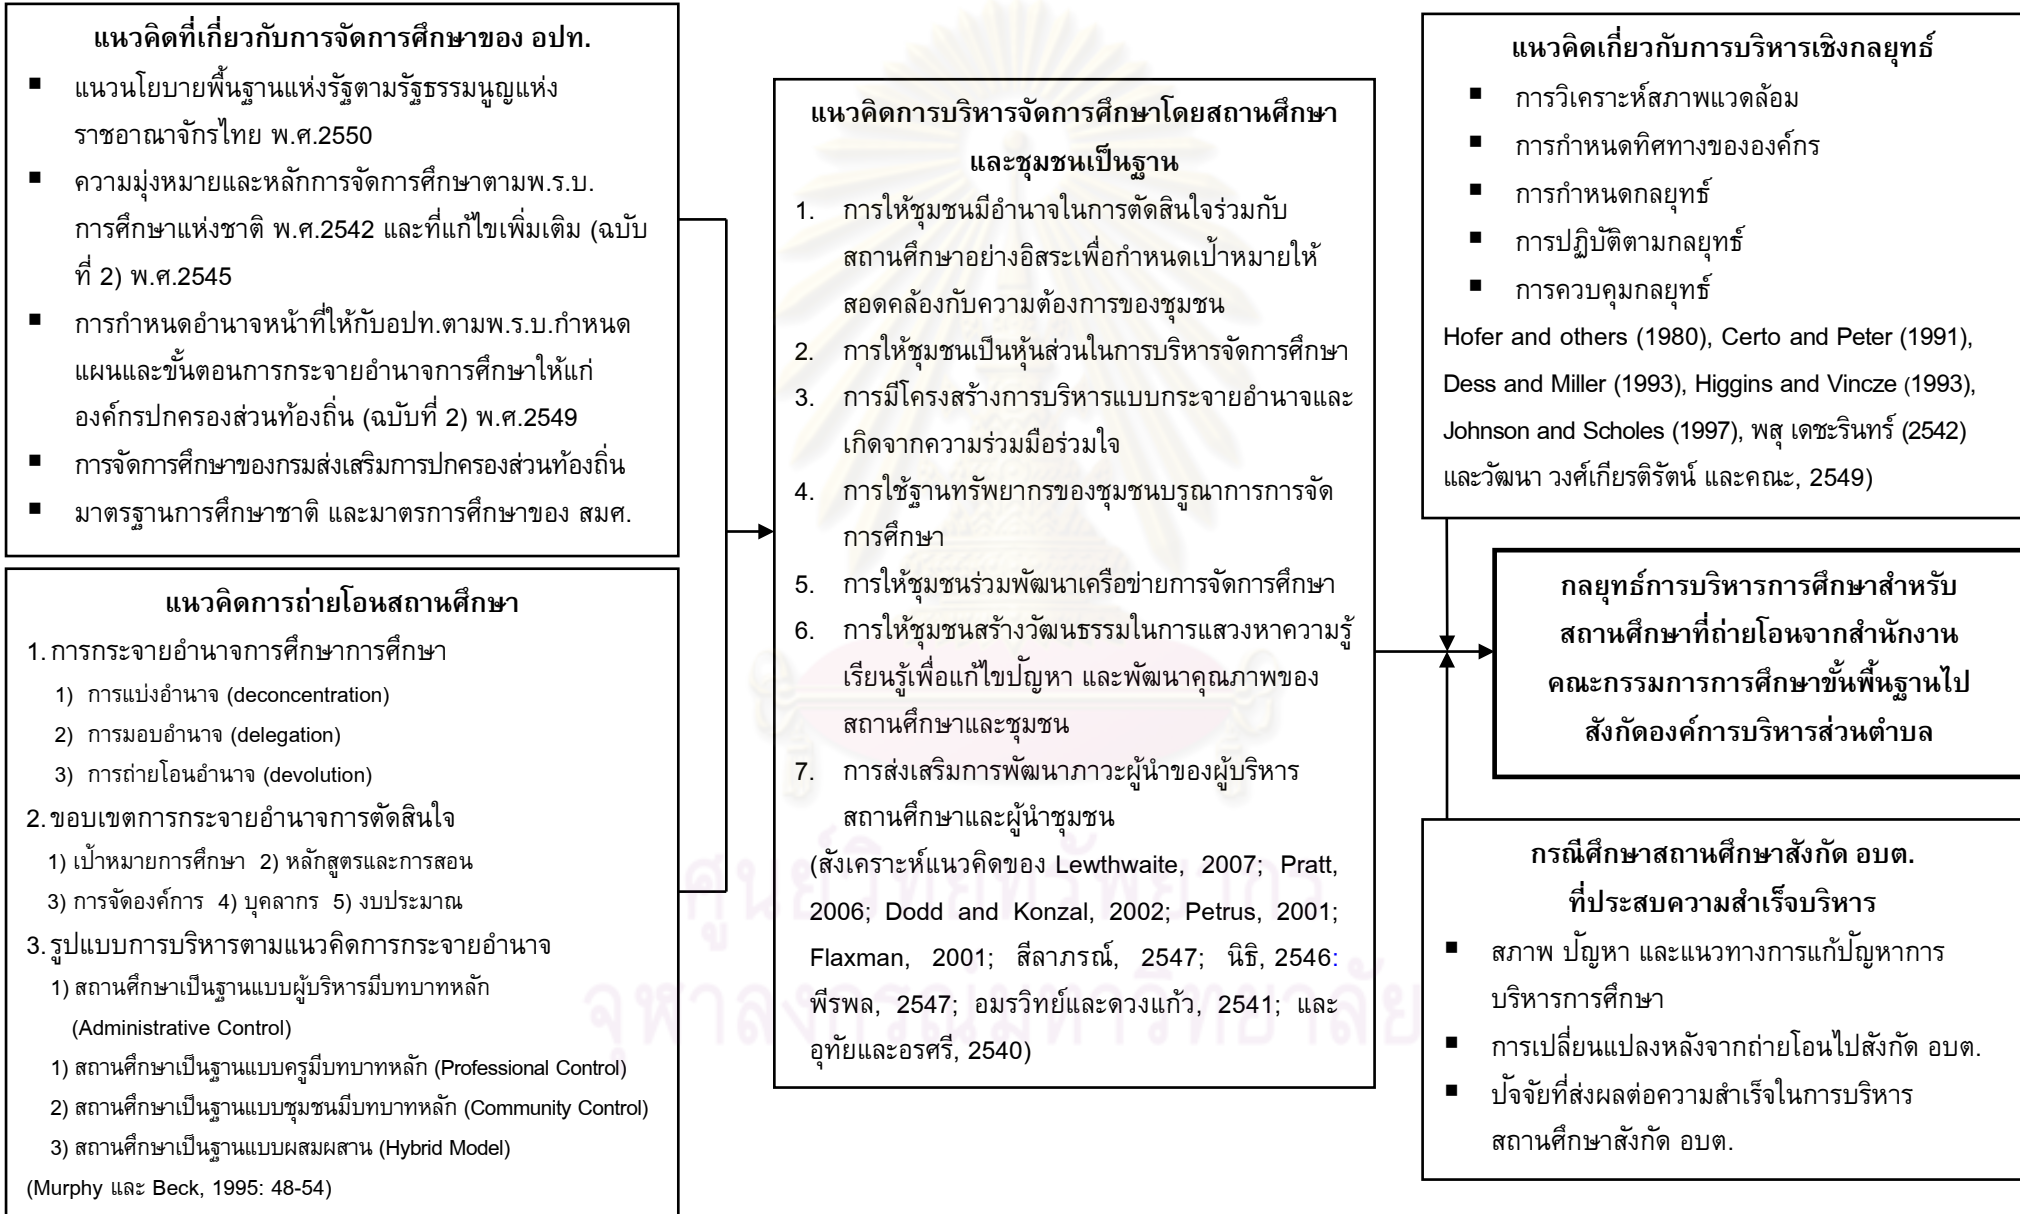 แนวคิดที่เกี่ยวกับการจัดการศึกษาของ อปท.
▪ แนวนโยบายพื้นฐานแห่งรัฐตามรัฐธรรมนูญแห่ง
ราชอาณาจักรไทย พ.ศ.2550
▪ ความมุ่งหมายและหลักการจัดการศึกษาตามพ.ร.บ.
การศึกษาแห่งชาติ พ.ศ.2542 และที่แก้ไขเพิ่มเติม (ฉบับ
ที่ 2) พ.ศ.2545
▪ การกำหนดอำนาจหน้าที่ให้กับอปท.ตามพ.ร.บ.กำหนด
แผนและขั้นตอนการกระจายอำนาจการศึกษาให้แก่
องค์กรปกครองส่วนท้องถิ่น (ฉบับที่ 2) พ.ศ.2549
▪ การจัดการศึกษาของกรมส่งเสริมการปกครองส่วนท้องถิ่น
▪ มาตรฐานการศึกษาชาติ และมาตรการศึกษาของ สมศ.
แนวคิดการถ่ายโอนสถานศึกษา
1. การกระจายอำนาจการศึกษาการศึกษา
1) การแบ่งอำนาจ (deconcentration)
2) การมอบอำนาจ (delegation)
3) การถ่ายโอนอำนาจ (devolution)
2. ขอบเขตการกระจายอำนาจการตัดสินใจ
1) เป้าหมายการศึกษา 2) หลักสูตรและการสอน
3) การจัดองค์การ 4) บุคลากร 5) งบประมาณ
3. รูปแบบการบริหารตามแนวคิดการกระจายอำนาจ
1) สถานศึกษาเป็นฐานแบบผู้บริหารมีบทบาทหลัก
(Administrative Control)
1) สถานศึกษาเป็นฐานแบบครูมีบทบาทหลัก (Professional Control)
2) สถานศึกษาเป็นฐานแบบชุมชนมีบทบาทหลัก (Community Control)
3) สถานศึกษาเป็นฐานแบบผสมผสาน (Hybrid Model)
(Murphy และ Beck, 1995: 48-54)
แนวคิดการบริหารจัดการศึกษาโดยสถานศึกษา
และชุมชนเป็นฐาน
1. การให้ชุมชนมีอำนาจในการตัดสินใจร่วมกับ
สถานศึกษาอย่างอิสระเพื่อกำหนดเป้าหมายให้
สอดคล้องกับความต้องการของชุมชน
2. การให้ชุมชนเป็นหุ้นส่วนในการบริหารจัดการศึกษา
3. การมีโครงสร้างการบริหารแบบกระจายอำนาจและ
เกิดจากความร่วมมือร่วมใจ
4. การใช้ฐานทรัพยากรของชุมชนบรูณาการการจัด
การศึกษา
5. การให้ชุมชนร่วมพัฒนาเครือข่ายการจัดการศึกษา
6. การให้ชุมชนสร้างวัฒนธรรมในการแสวงหาความรู้
เรียนรู้เพื่อแก้ไขปัญหา และพัฒนาคุณภาพของ
สถานศึกษาและชุมชน
7. การส่งเสริมการพัฒนาภาวะผู้นำของผู้บริหาร
สถานศึกษาและผู้นำชุมชน
(สังเคราะห์แนวคิดของ Lewthwaite, 2007; Pratt,
2006; Dodd and Konzal, 2002; Petrus, 2001;
Flaxman, 2001; สีลาภรณ์, 2547; นิธิ, 2546:
พีรพล, 2547; อมรวิทย์และดวงแก้ว, 2541; และ
อุทัยและอรศรี, 2540)
ศูนย์วิทยทรัพยากร
จุฬาลงกรณ์มหาวิทยาลัย
แนวคิดเกี่ยวกับการบริหารเชิงกลยุทธ์
▪ การวิเคราะห์สภาพแวดล้อม
▪ การกำหนดทิศทางขององค์กร
▪ การกำหนดกลยุทธ์
▪ การปฏิบัติตามกลยุทธ์
▪ การควบคุมกลยุทธ์
Hofer and others (1980), Certo and Peter (1991),
Dess and Miller (1993), Higgins and Vincze (1993),
Johnson and Scholes (1997), พสุ เดชะรินทร์ (2542)
และวัฒนา วงศ์เกียรติรัตน์ และคณะ, 2549)
กลยุทธ์การบริหารการศึกษาสำหรับ
สถานศึกษาที่ถ่ายโอนจากสำนักงาน
คณะกรรมการการศึกษาขั้นพื้นฐานไป
สังกัดองค์การบริหารส่วนตำบล
กรณีศึกษาสถานศึกษาสังกัด อบต.
ที่ประสบความสำเร็จบริหาร
▪ สภาพ ปัญหา และแนวทางการแก้ปัญหาการ
บริหารการศึกษา
▪ การเปลี่ยนแปลงหลังจากถ่ายโอนไปสังกัด อบต.
▪ ปัจจัยที่ส่งผลต่อความสำเร็จในการบริหาร
สถานศึกษาสังกัด อบต.